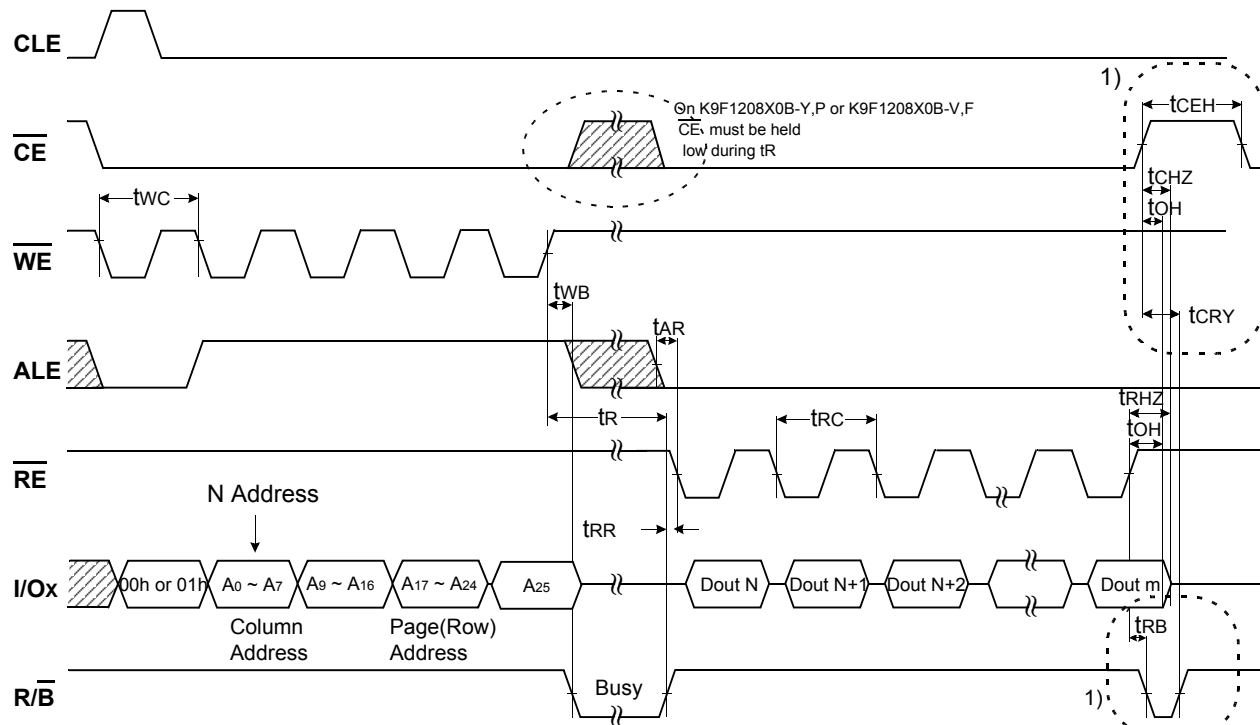 CLE
1)
tCEH
On K9F1208X0B-Y,P or K9F1208X0B-V,F
CE must be held
low during tR
CE
tCHZ
tOH
tWC
WE
tWB
tCRY
tAR
ALE
tRHZ
tR
tRC
tOH
RE
N Address
tRR
I/Ox
00h or 01h
A0 ~ A7
A9 ~ A16
A17 ~ A24
A25
Dout N
Dout N+1
Dout N+2
Dout m
Column
Address
Page(Row)
Address
tRB
R/B
Busy
1)